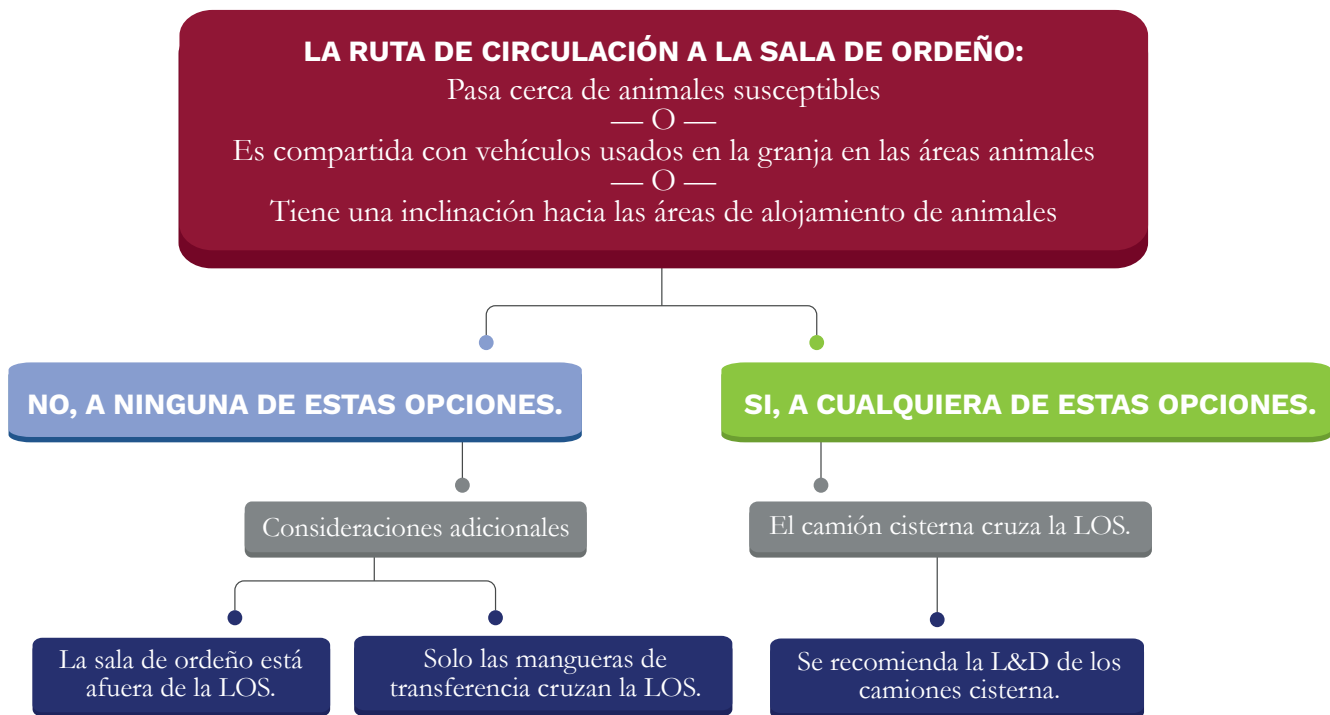 LA RUTA DE CIRCULACIÓN A LA SALA DE ORDEÑO:
Pasa cerca de animales susceptibles
— O —
Es compartida con vehículos usados en la granja en las áreas animales
— O —
Tiene una inclinación hacia las áreas de alojamiento de animales
NO, A NINGUNA DE ESTAS OPCIONES.
SI, A CUALQUIERA DE ESTAS OPCIONES.
Consideraciones adicionales
El camión cisterna cruza la LOS.
La sala de ordeño está
afuera de la LOS.
Solo las mangueras de
transferencia cruzan la LOS.
Se recomienda la L&D de los
camiones cisterna.